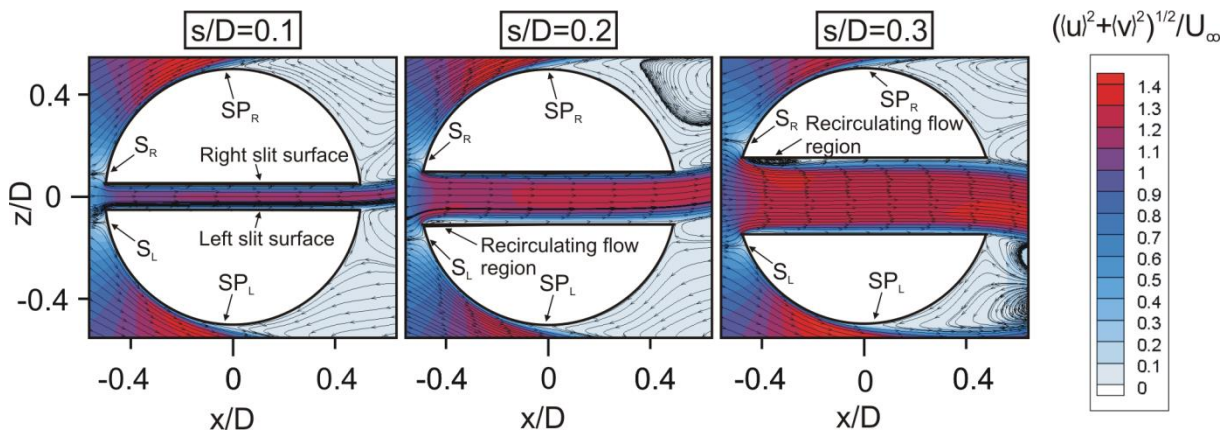 s/D=0.1
s/D=0.2
s/D=0.3
(⟨u⟩²+⟨v⟩²)^1/2/U∞
z/D
0.4
0
-0.4
SP_R
S_R
Right slit surface
Left slit surface
S_L
SP_L
SP_R
S_R
S_L
Recirculating flow
region
SP_L
SP_R
S_R
Recirculating flow
region
S_L
SP_L
-0.4
0
0.4
-0.4
0
0.4
-0.4
0
0.4
x/D
x/D
x/D
1.4
1.3
1.2
1.1
1
0.9
0.8
0.7
0.6
0.5
0.4
0.3
0.2
0.1
0